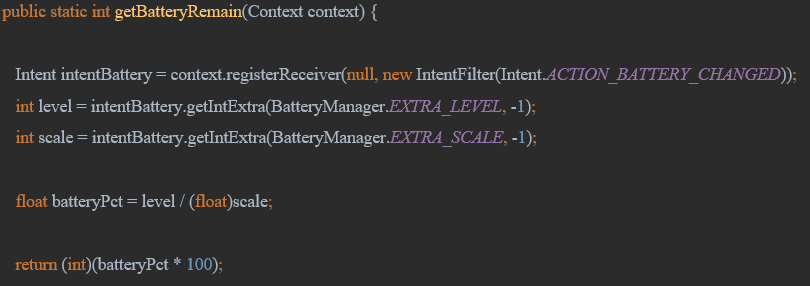 public static int getBatteryRemain(Context context) {
Intent intentBattery = context.registerReceiver(null, new IntentFilter(Intent.ACTION_BATTERY_CHANGED));
int level = intentBattery.getIntExtra(BatteryManager.EXTRA_LEVEL, -1);
int scale = intentBattery.getIntExtra(BatteryManager.EXTRA_SCALE, -1);
float batteryPct = level / (float)scale;
return (int)(batteryPct * 100);